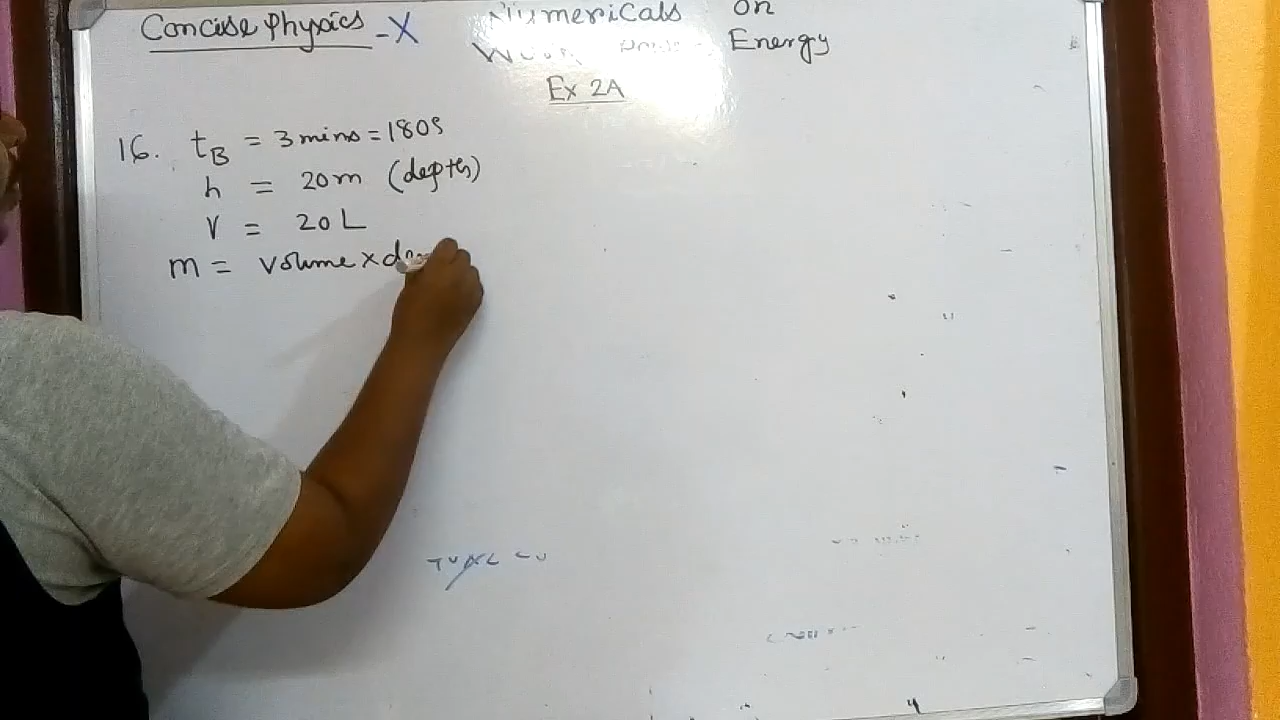 Concise Physics - X
Numericals on
Energy
Ex 2A
16. tB = 3 mins = 180s
h = 20m (depth)
V = 20 L
m = volume x